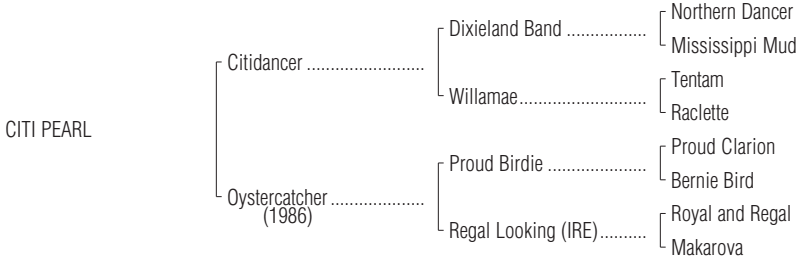 Northern Dancer
Dixieland Band ..................
Mississippi Mud
Citidancer ..........................
Tentam
Willamae............................
Raclette
CITI PEARL
Proud Clarion
Proud Birdie ......................
Bernie Bird
Oystercatcher .....................
(1986)
Royal and Regal
Regal Looking (IRE)..........
Makarova